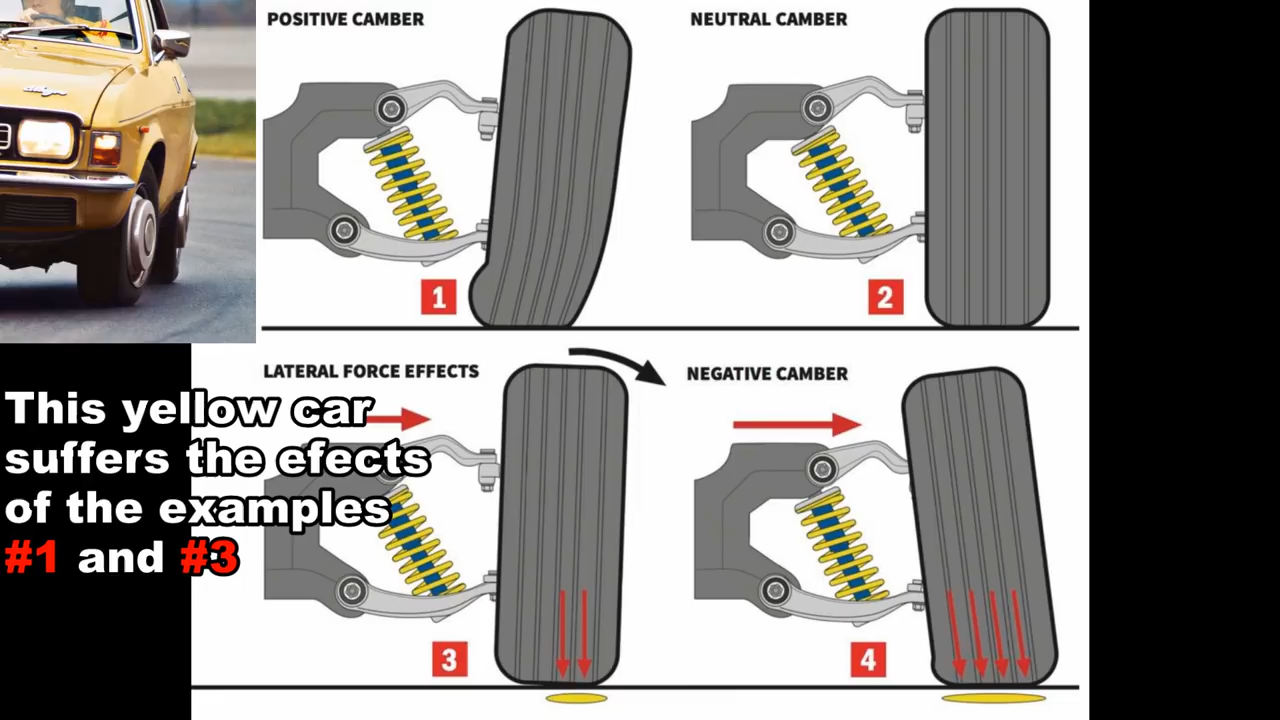 POSITIVE CAMBER
NEUTRAL CAMBER
1
2
LATERAL FORCE EFFECTS
NEGATIVE CAMBER
This yellow car
suffers the efects
of the examples
#1 and #3
3
4